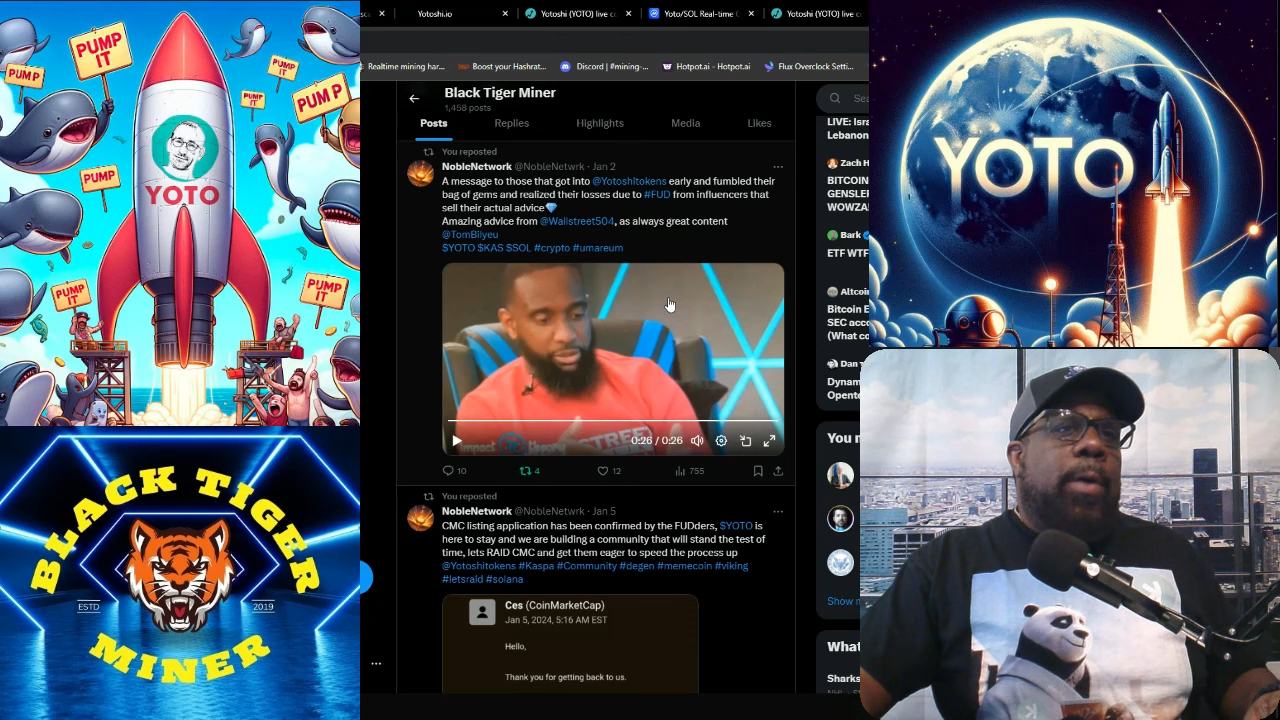 PUMP
IT
PUM P
PUMP
IT
PUM P
PUMP
PUMP
IT
PUMP
IT
YOTO
BLACK TIGER
ESTD
2019
MINER
Yotoshi.io
Yotoshi (YOTO) live co
Yoto/SOL Real-time
Yotoshi (YOTO) live co
Realtime mining har...
Boost your Hashrat...
Discord | #mining-...
Hotpot.ai - Hotpot.ai
Flux Overclock Setti...
Black Tiger Miner
1,458 posts
Posts
Replies
Highlights
Media
Likes
You reposted
NobleNetwork @NobleNetwrk · Jan 2
A message to those that got into @Yotoshitokens early and fumbled their
bag of gems and realized their losses due to #FUD from influencers that
sell their actual advice💎
Amazing advice from @Wallstreet504, as always great content
@TomBilyeu
$YOTO $KAS $SOL #crypto #umareum
0:26 / 0:26
10
4
12
755
You reposted
NobleNetwork @NobleNetwrk · Jan 5
CMC listing application has been confirmed by the FUDders, $YOTO is
here to stay and we are building a community that will stand the test of
time, lets RAID CMC and get them eager to speed the process up
@Yotoshitokens #Kaspa #Community #degen #memecoin #viking
#letsraid #solana
Ces (CoinMarketCap)
Jan 5, 2024, 5:16 AM EST
Hello,
Thank you for getting back to us.
Sea
LIVE: Isra
Lebanon
Zach H
BITCOIN
GENSLER
WOWZA!
Bark
ETF WTF
Altcoin
Bitcoin E
SEC acco
(What co
Dan
Dynam
Opente
You n
Show m
What
Sharks
YOTO